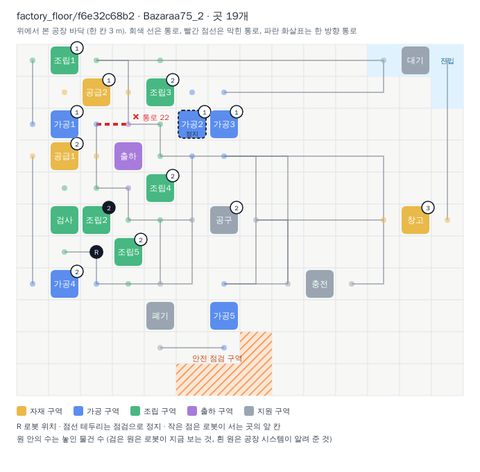 factory_floor/f6e32c68b2 · Bazaraa75_2 · 곳 19개
위에서 본 공장 바닥 (한 칸 3 m). 회색 선은 통로, 빨간 점선은 막힌 통로, 파란 화살표는 한 방향 통로
조립1 1 대기 진입
공급2 1 조립3 2
가공1 1 ✕ 통로 22 가공2 1 정지 가공3 1
공급1 2 출하
조립4 2
검사 조립2 2 공구 2 창고 3
R 조립5 2
가공4 2 충전
폐기 가공5
안전 점검 구역
자재 구역 가공 구역 조립 구역 출하 구역 지원 구역
R 로봇 위치 · 점선 테두리는 점검으로 정지 · 작은 점은 로봇이 서는 곳의 앞 칸
원 안의 수는 놓인 물건 수 (검은 원은 로봇이 지금 보는 것, 흰 원은 공장 시스템이 알려 준 것)